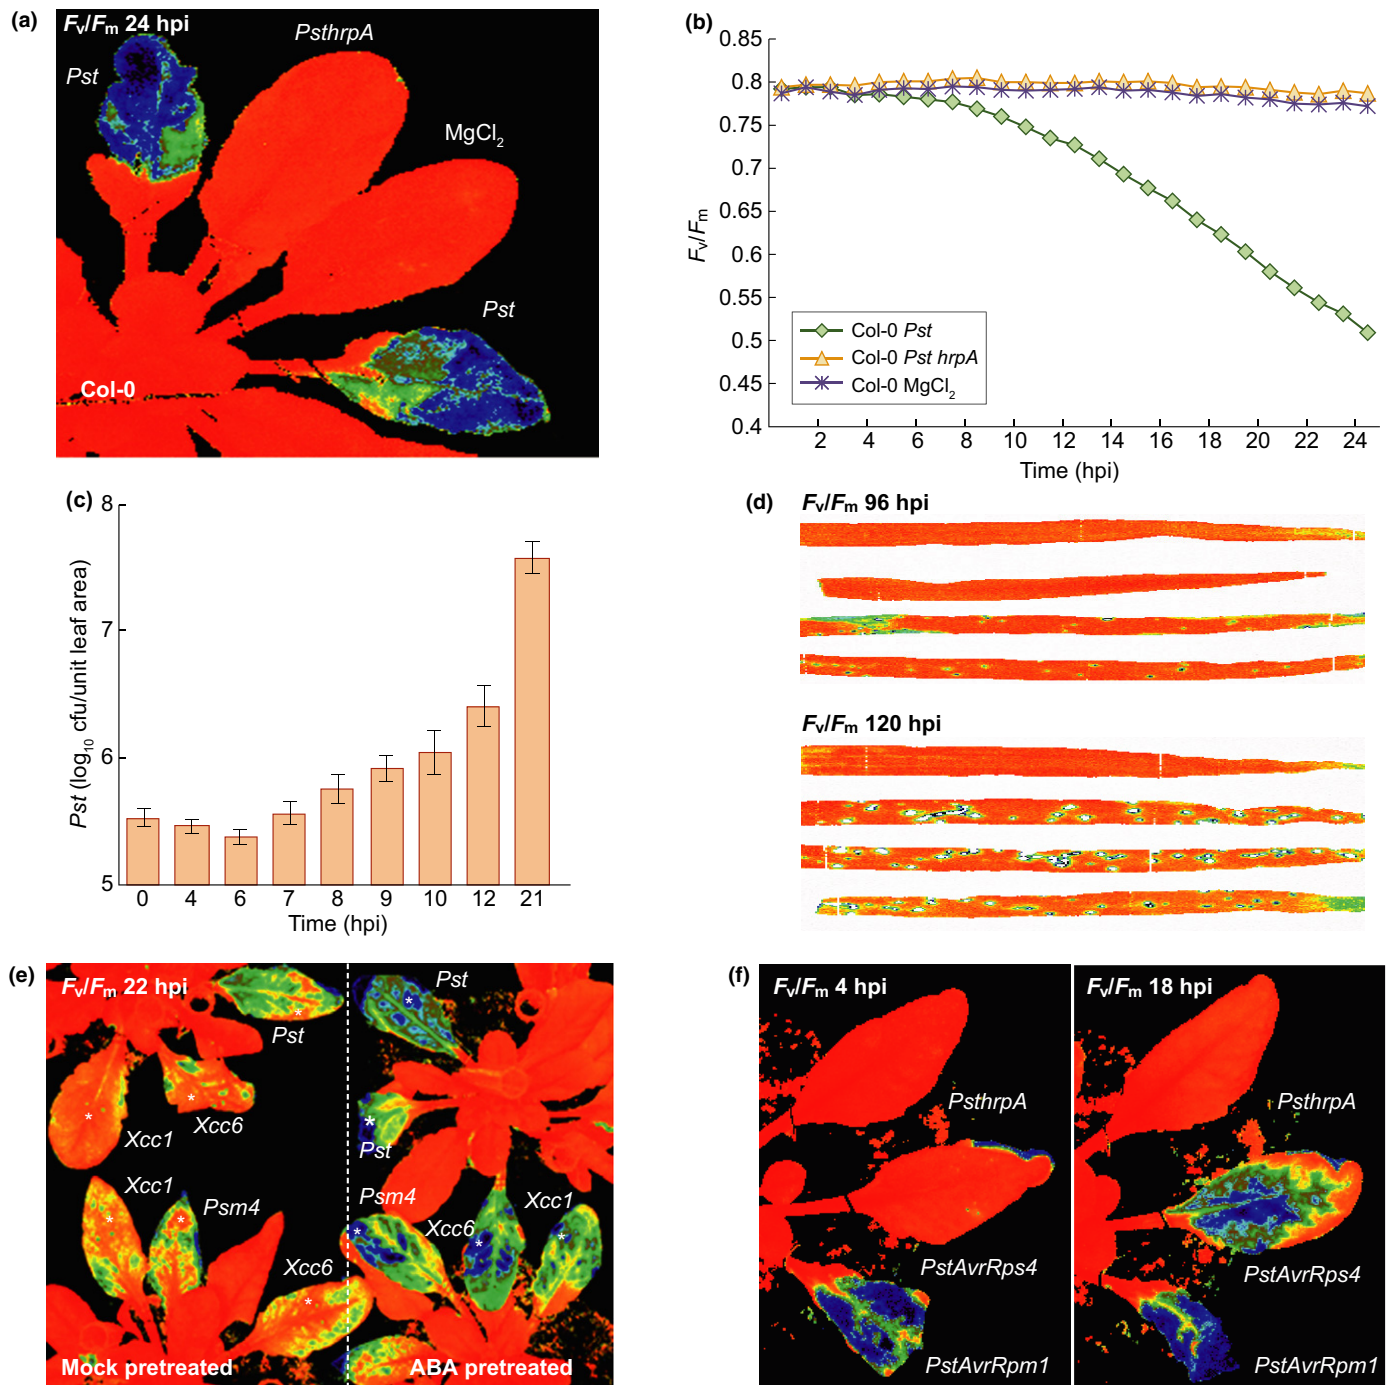 (a)
Fv/Fm 24 hpi
PsthrpA
Pst
MgCl2
Pst
Col-0
(b)
0.85
0.8
0.75
0.7
0.65
0.6
0.55
0.5
0.45
0.4
Fv/Fm
Col-0 Pst
Col-0 Pst hrpA
Col-0 MgCl2
2 4 6 8 10 12 14 16 18 20 22 24
Time (hpi)
(c)
8
7
6
5
Pst (log10 cfu/unit leaf area)
0 4 6 7 8 9 10 12 21
Time (hpi)
(d)
Fv/Fm 96 hpi
Fv/Fm 120 hpi
(e)
Fv/Fm 22 hpi
Pst
Pst
Xcc1
Xcc6
Pst
Xcc1
Psm4
Xcc6
Psm4
Xcc6
Xcc1
Mock pretreated
ABA pretreated
(f)
Fv/Fm 4 hpi
PsthrpA
PstAvrRps4
PstAvrRpm1
Fv/Fm 18 hpi
PsthrpA
PstAvrRps4
PstAvrRpm1